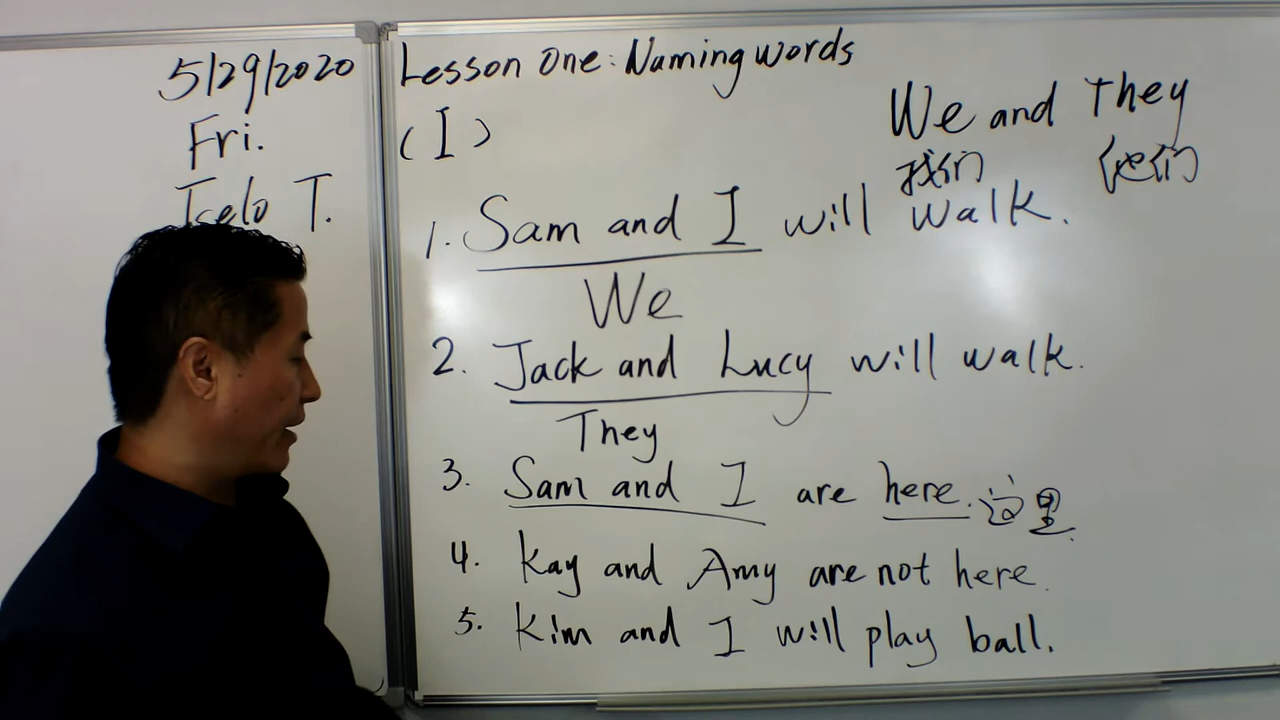 5/29/2020
Fri.
Tselo T.
Lesson One: Naming words
(I)
We and They
我们 他们
1. Sam and I will walk.
We
2. Jack and Lucy will walk.
They
3. Sam and I are here. 这里
4. Kay and Amy are not here.
5. Kim and I will play ball.